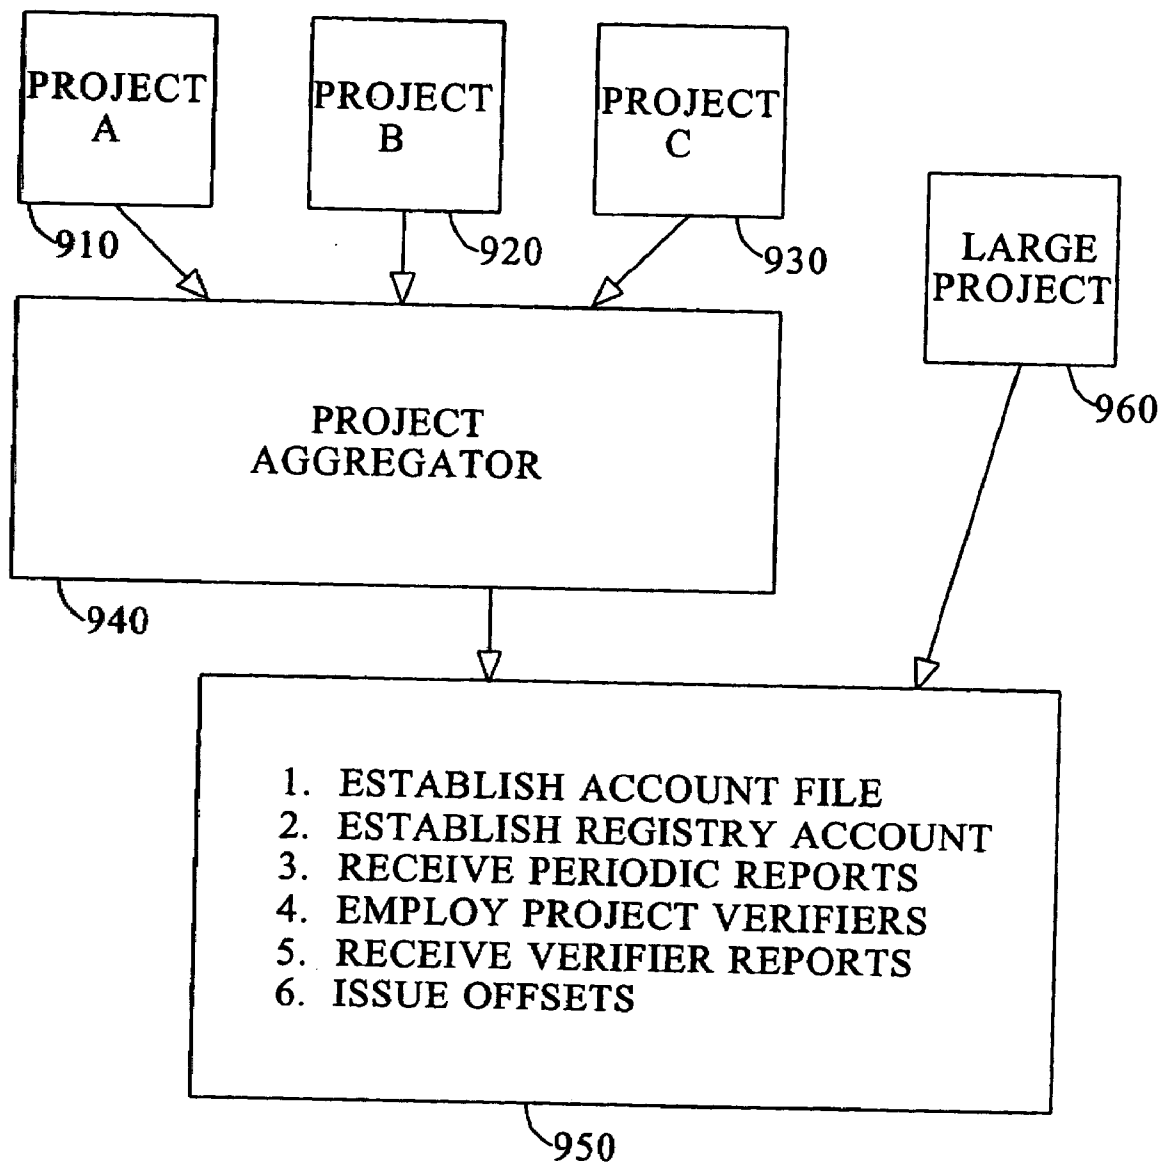 PROJECT
A
910
PROJECT
B
920
PROJECT
C
930
LARGE
PROJECT
960
PROJECT
AGGREGATOR
940
1. ESTABLISH ACCOUNT FILE
2. ESTABLISH REGISTRY ACCOUNT
3. RECEIVE PERIODIC REPORTS
4. EMPLOY PROJECT VERIFIERS
5. RECEIVE VERIFIER REPORTS
6. ISSUE OFFSETS
950